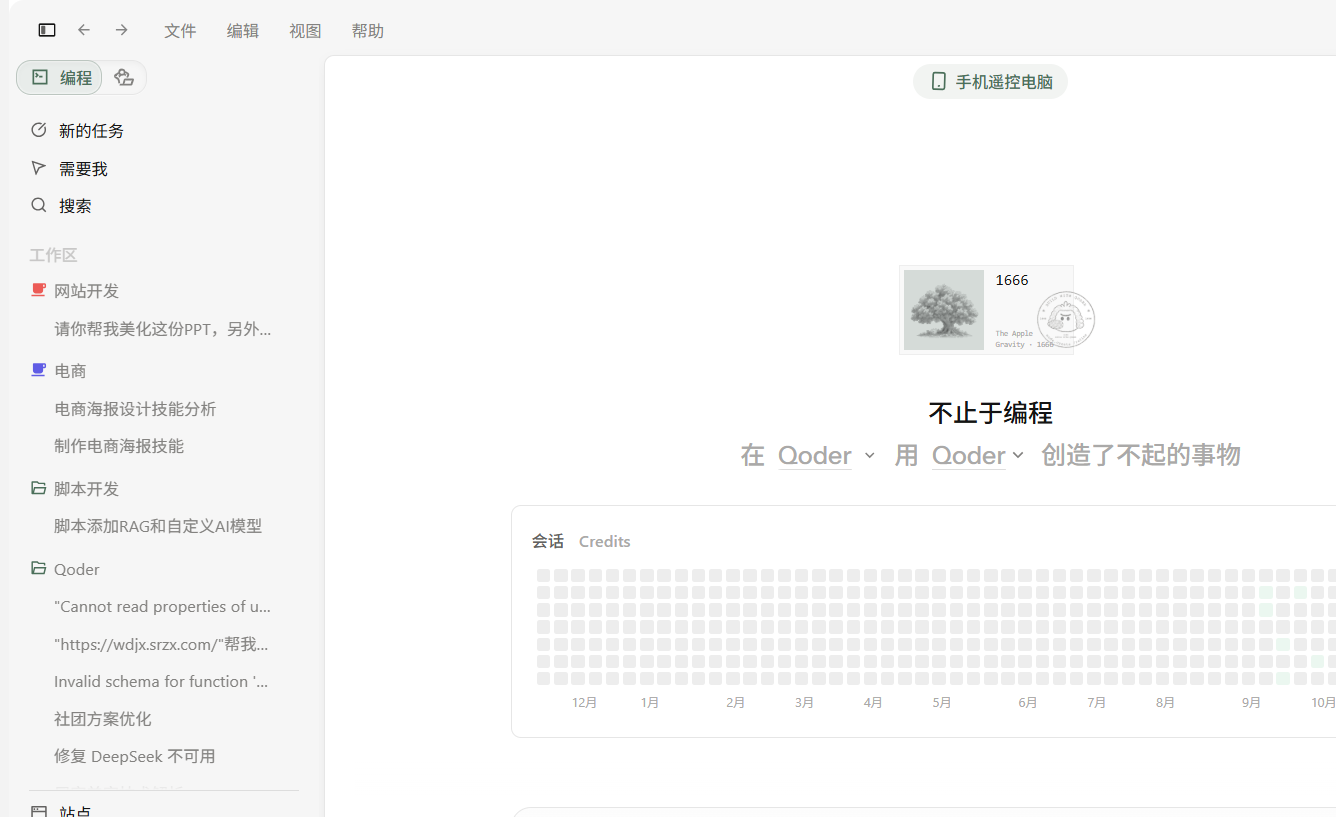 文件 编辑 视图 帮助
编程
手机遥控电脑
新的任务
需要我
搜索
工作区
网站开发
请你帮我美化这份PPT，另外...
电商
电商海报设计技能分析
制作电商海报技能
脚本开发
脚本添加RAG和自定义AI模型
Qoder
"Cannot read properties of u...
"https://wdjx.srzx.com/"帮我...
Invalid schema for function '...
社团方案优化
修复 DeepSeek 不可用
站点
1666
The Apple
Gravity - 1666
不止于编程
在 Qoder 用 Qoder 创造了不起的事物
会话 Credits
12月 1月 2月 3月 4月 5月 6月 7月 8月 9月 10月